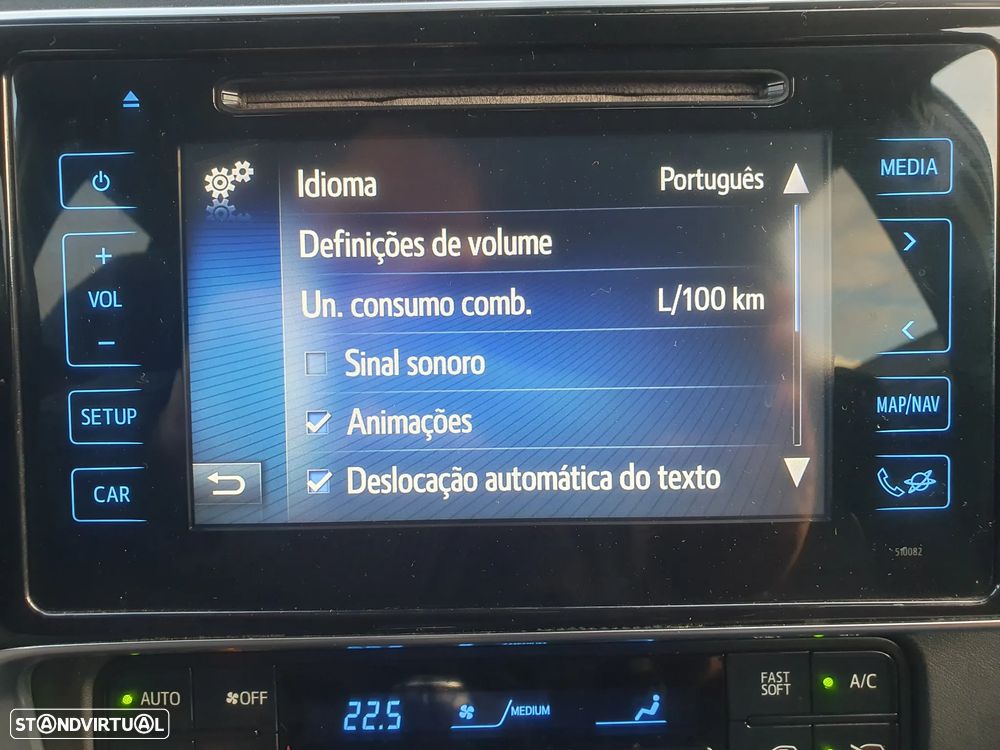 Idioma Português
Definições de volume
Un. consumo comb. L/100 km
Sinal sonoro
Animações
Deslocação automática do texto
+
VOL
−
SETUP
CAR
MEDIA
>
<
MAP/NAV
510082
AUTO
OFF
22.5
MEDIUM
FAST
SOFT
A/C
STANDVIRTUAL